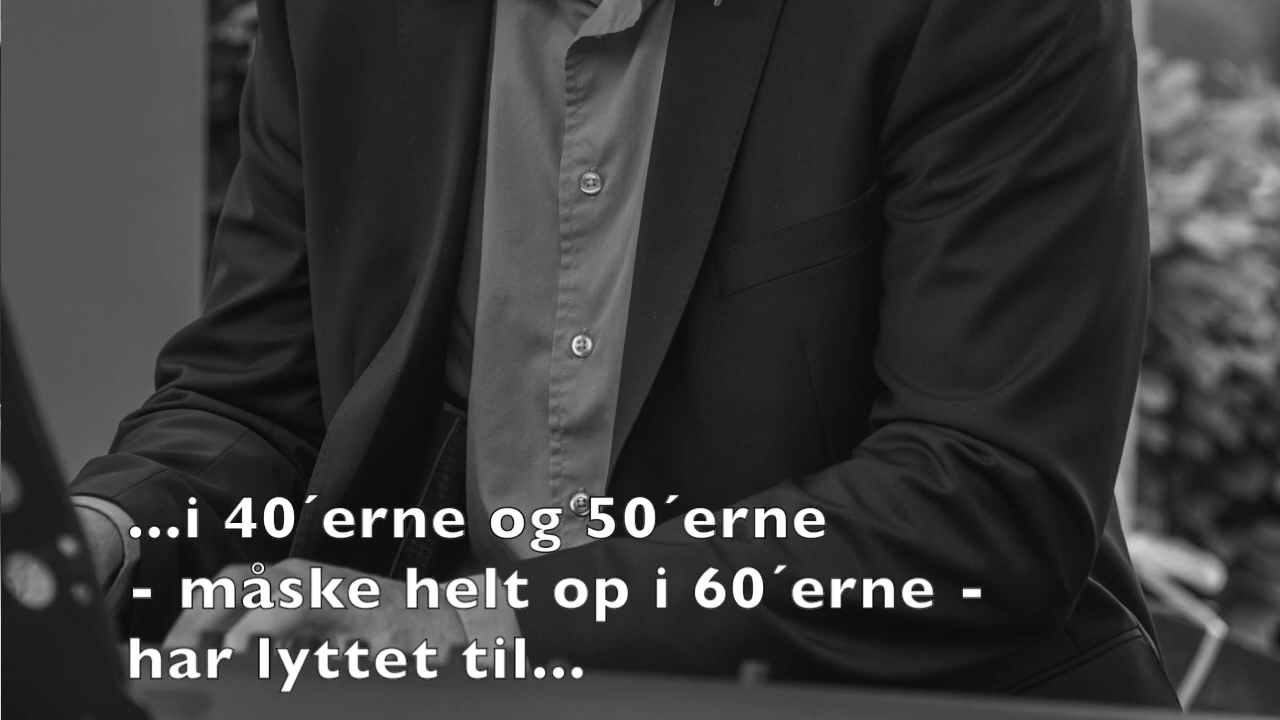 ...i 40´erne og 50´erne
- måske helt op i 60´erne -
har lyttet til...